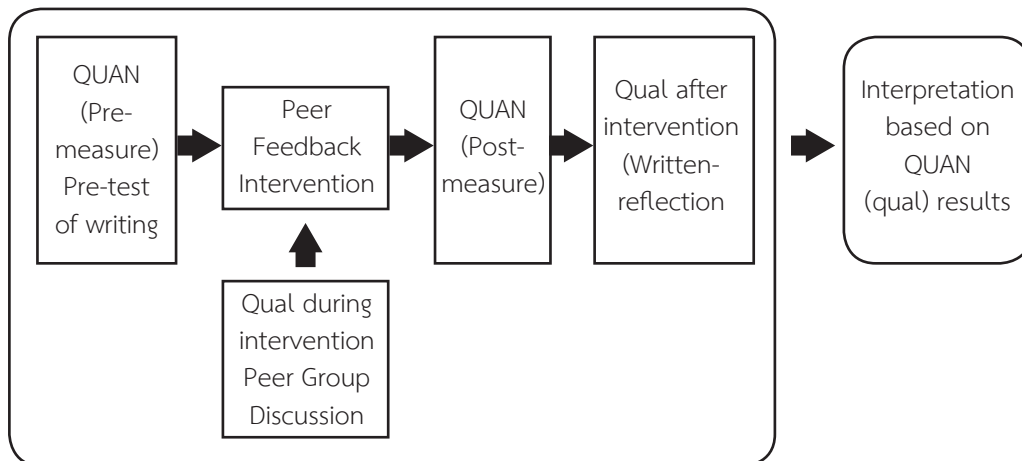 QUAN
(Pre-
measure)
Pre-test
of writing
Peer
Feedback
Intervention
QUAN
(Post-
measure)
Qual after
intervention
(Written-
reflection
Interpretation
based on
QUAN
(qual) results
Qual during
intervention
Peer Group
Discussion